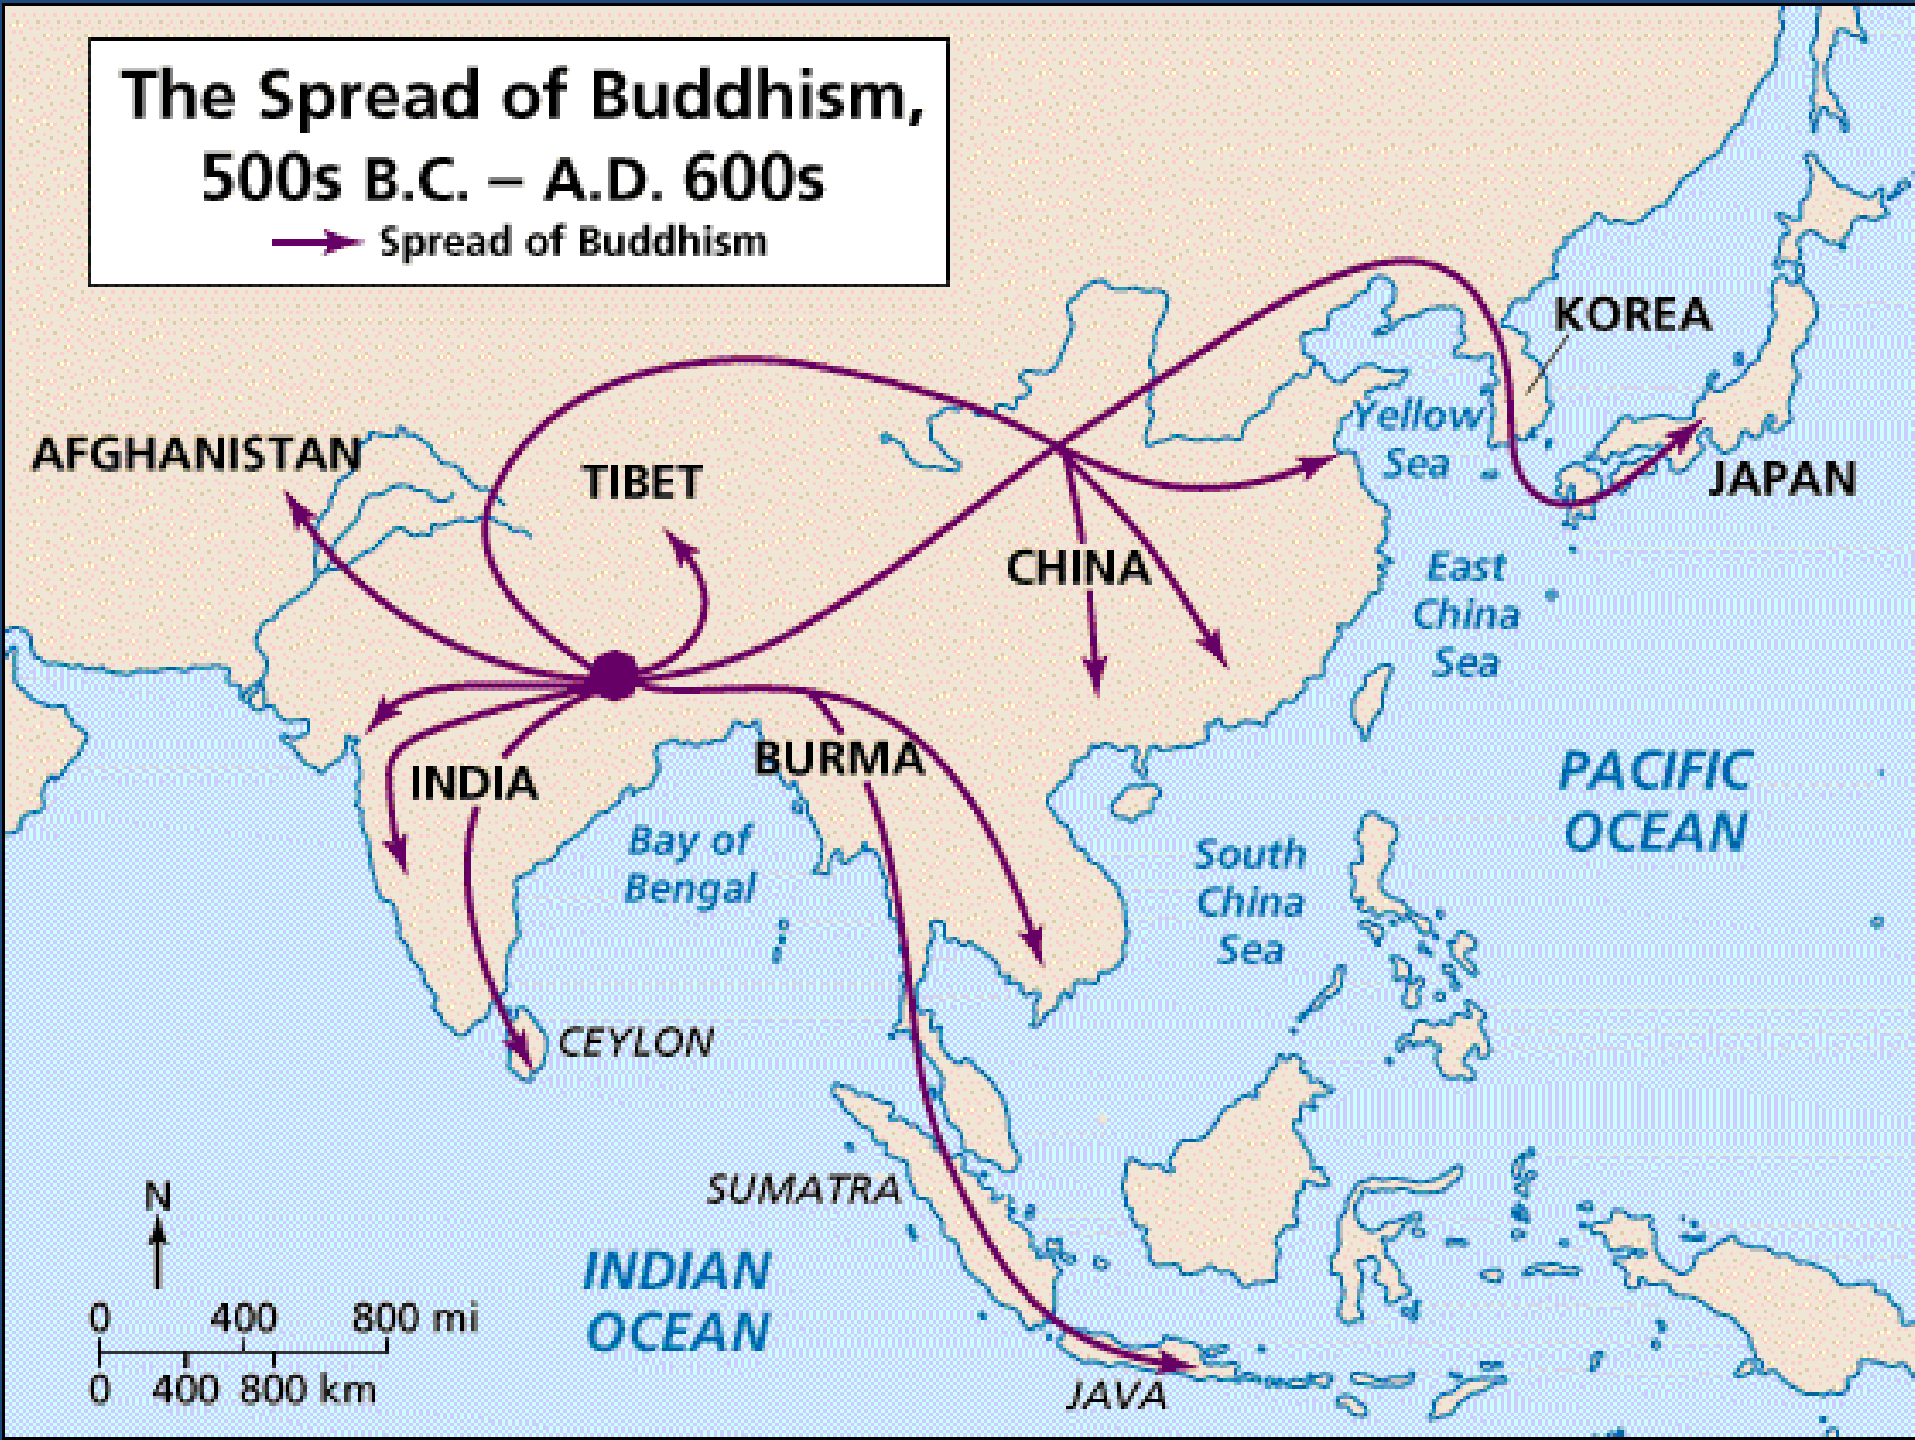 The Spread of Buddhism,
500s B.C. – A.D. 600s
Spread of Buddhism
KOREA
Yellow
Sea
AFGHANISTAN
TIBET
JAPAN
CHINA
East
China
Sea
BURMA
INDIA
PACIFIC
OCEAN
Bay of
Bengal
South
China
Sea
CEYLON
SUMATRA
N
INDIAN
OCEAN
0 400 800 mi
0 400 800 km
JAVA